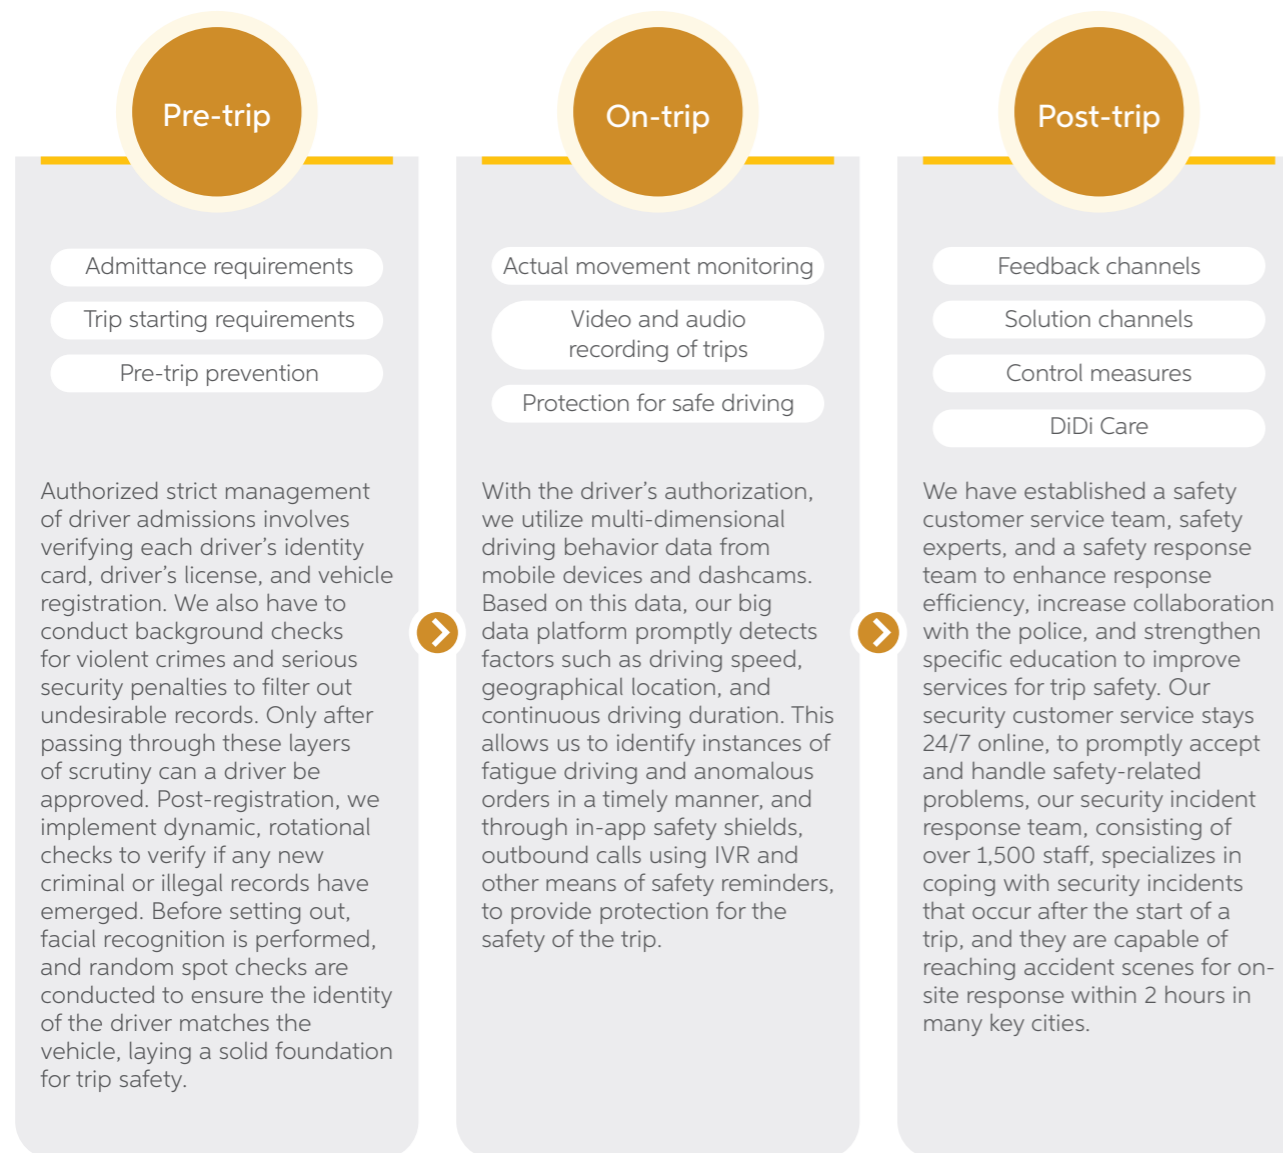 Pre-trip
Admittance requirements
Trip starting requirements
Pre-trip prevention
Authorized strict management
of driver admissions involves
verifying each driver's identity
card, driver's license, and vehicle
registration. We also have to
conduct background checks
for violent crimes and serious
security penalties to filter out
undesirable records. Only after
passing through these layers
of scrutiny can a driver be
approved. Post-registration, we
implement dynamic, rotational
checks to verify if any new
criminal or illegal records have
emerged. Before setting out,
facial recognition is performed,
and random spot checks are
conducted to ensure the identity
of the driver matches the
vehicle, laying a solid foundation
for trip safety.
On-trip
Actual movement monitoring
Video and audio
recording of trips
Protection for safe driving
With the driver's authorization,
we utilize multi-dimensional
driving behavior data from
mobile devices and dashcams.
Based on this data, our big
data platform promptly detects
factors such as driving speed,
geographical location, and
continuous driving duration. This
allows us to identify instances of
fatigue driving and anomalous
orders in a timely manner, and
through in-app safety shields,
outbound calls using IVR and
other means of safety reminders,
to provide protection for the
safety of the trip.
Post-trip
Feedback channels
Solution channels
Control measures
DiDi Care
We have established a safety
customer service team, safety
experts, and a safety response
team to enhance response
efficiency, increase collaboration
with the police, and strengthen
specific education to improve
services for trip safety. Our
security customer service stays
24/7 online, to promptly accept
and handle safety-related
problems, our security incident
response team, consisting of
over 1,500 staff, specializes in
coping with security incidents
that occur after the start of a
trip, and they are capable of
reaching accident scenes for on-
site response within 2 hours in
many key cities.